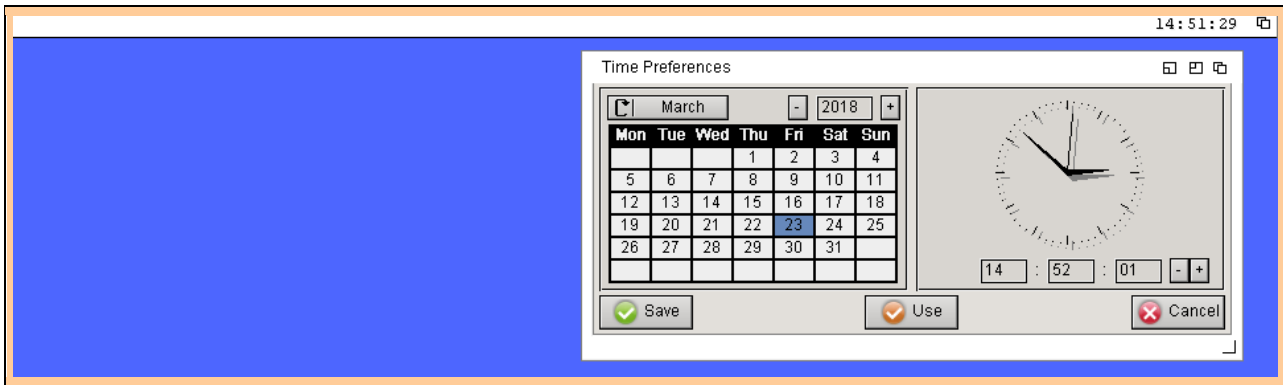 14:51:29
Time Preferences
March - 2018 +
Mon Tue Wed Thu Fri Sat Sun
1 2 3 4
5 6 7 8 9 10 11
12 13 14 15 16 17 18
19 20 21 22 23 24 25
26 27 28 29 30 31
14 : 52 : 01 - +
Save Use Cancel